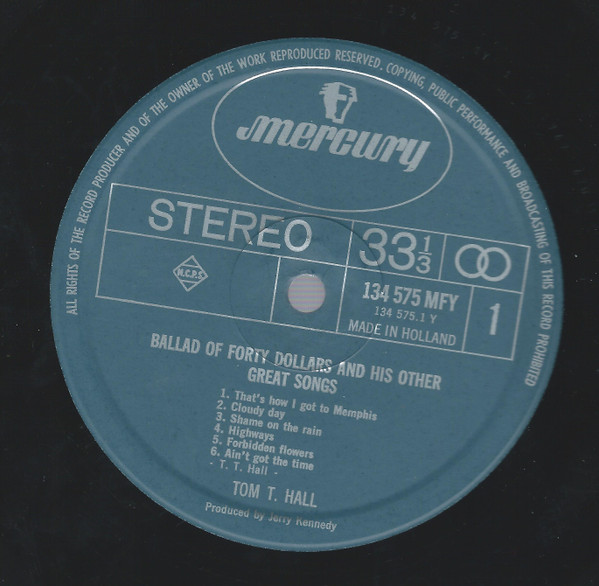 ALL RIGHTS OF THE RECORD PRODUCER AND OF THE OWNER OF THE WORK REPRODUCED RESERVED. COPYING, PUBLIC PERFORMANCE AND BROADCASTING OF THIS RECORD PROHIBITED
mercury
STEREO 33 1/3
N.C.P.S.
134 575 MFY 1
134 575.1 Y
MADE IN HOLLAND
BALLAD OF FORTY DOLLARS AND HIS OTHER
GREAT SONGS
1. That's how I got to Memphis
2. Cloudy day
3. Shame on the rain
4. Highways
5. Forbidden flowers
6. Ain't got the time
- T. T. Hall -
TOM T. HALL
Produced by Jerry Kennedy